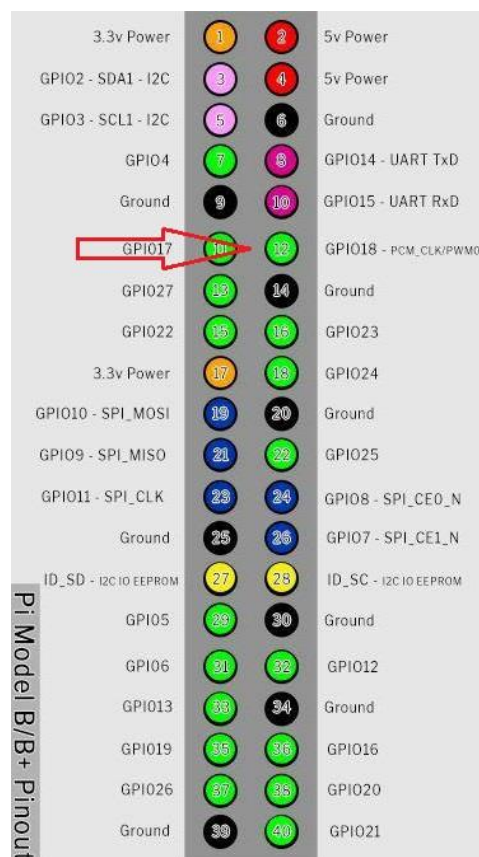 3.3v Power 1 2 5v Power
GPIO2 - SDA1 - I2C 3 4 5v Power
GPIO3 - SCL1 - I2C 5 6 Ground
GPIO4 7 8 GPIO14 - UART TxD
Ground 9 10 GPIO15 - UART RxD
GPIO17 11 12 GPIO18 - PCM_CLK/PWM0
GPIO27 13 14 Ground
GPIO22 15 16 GPIO23
3.3v Power 17 18 GPIO24
GPIO10 - SPI_MOSI 19 20 Ground
GPIO9 - SPI_MISO 21 22 GPIO25
GPIO11 - SPI_CLK 23 24 GPIO8 - SPI_CE0_N
Ground 25 26 GPIO7 - SPI_CE1_N
ID_SD - I2C IO EEPROM 27 28 ID_SC - I2C IO EEPROM
GPIO5 29 30 Ground
GPIO6 31 32 GPIO12
GPIO13 33 34 Ground
GPIO19 35 36 GPIO16
GPIO26 37 38 GPIO20
Ground 39 40 GPIO21
Pi Model B/B+ Pinout